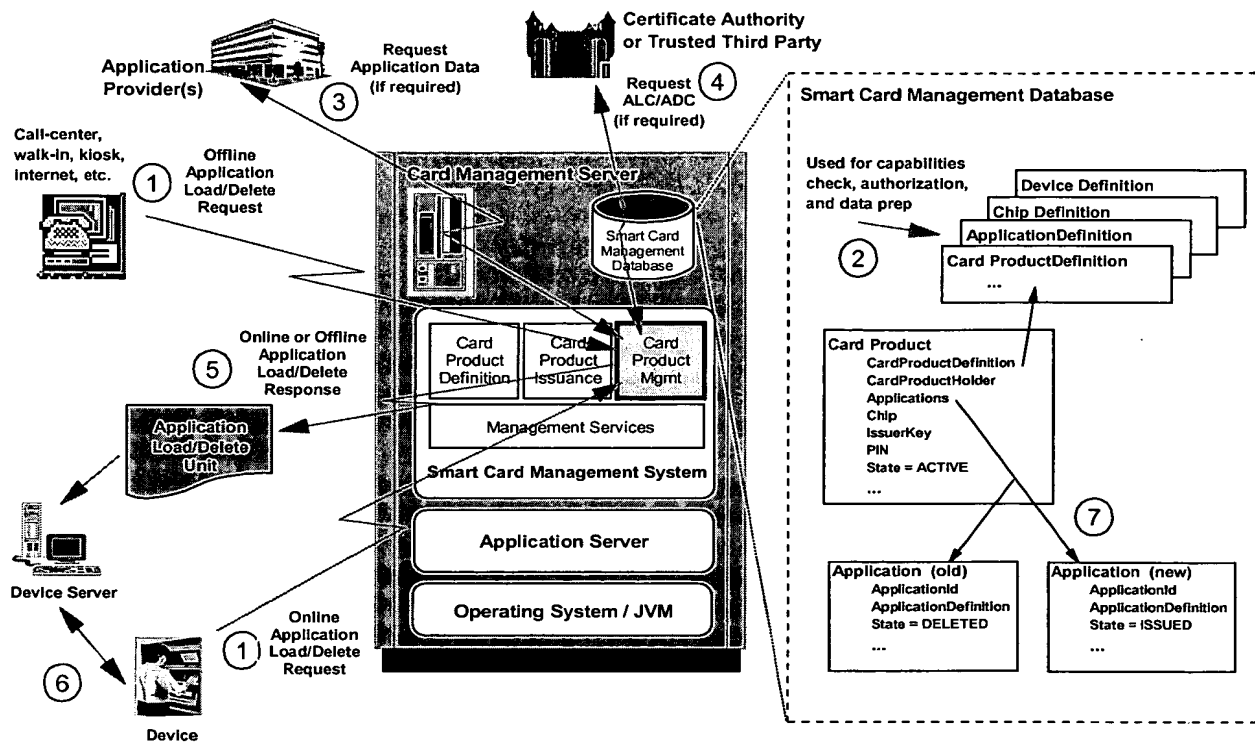 Application
Provider(s)
3
Request
Application Data
(if required)
Certificate Authority
or Trusted Third Party
Request
ALC/ADC
(if required)
4
Call-center,
walk-in, kiosk,
internet, etc.
1
Offline
Application
Load/Delete
Request
Card Management Server
Smart Card
Management
Database
Card
Product
Definition
Card
Product
Issuance
Card
Product
Mgmt
Management Services
Smart Card Management System
Application Server
Operating System / JVM
5
Online or Offline
Application
Load/Delete
Response
Application
Load/Delete
Unit
Device Server
6
Device
1
Online
Application
Load/Delete
Request
Smart Card Management Database
Used for capabilities
check, authorization,
and data prep
2
Device Definition
Chip Definition
ApplicationDefinition
Card ProductDefinition
...
Card Product
CardProductDefinition
CardProductHolder
Applications
Chip
IssuerKey
PIN
State = ACTIVE
...
7
Application (old)
ApplicationId
ApplicationDefinition
State = DELETED
...
Application (new)
ApplicationId
ApplicationDefinition
State = ISSUED
...